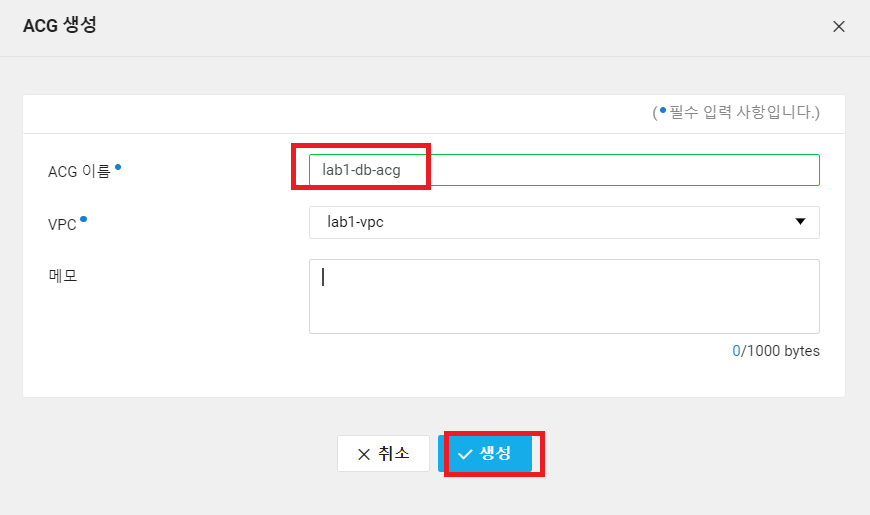 ACG 생성
(•필수 입력 사항입니다.)
ACG 이름• lab1-db-acg
VPC• lab1-vpc
메모
0/1000 bytes
취소 생성